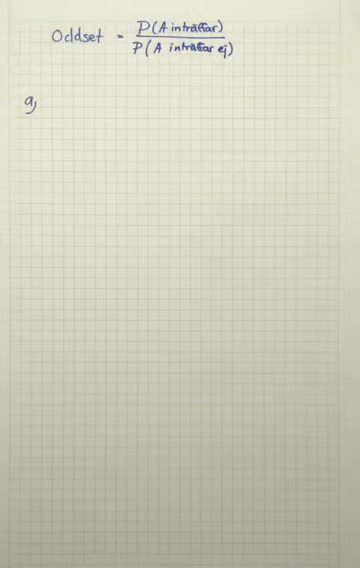 Oddset = P(A inträffar)
P(A inträffar ej)
a,